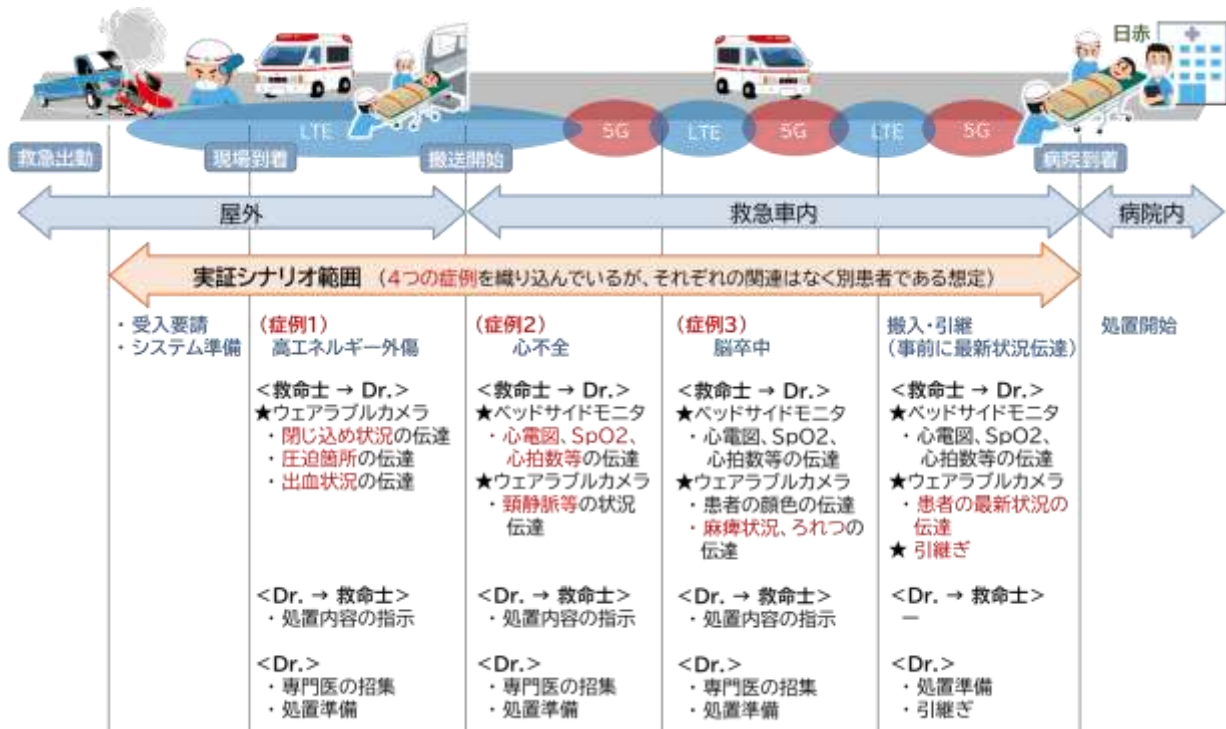 日赤
LTE
5G
LTE
5G
LTE
5G
救急出動
現場到着
搬送開始
病院到着
屋外
救急車内
病院内
実証シナリオ範囲 (4つの症例を織り込んでいるが、それぞれの関連はなく別患者である想定)
・受入要請
・システム準備
(症例1)
高エネルギー外傷
<救命士 → Dr.>
★ウェアラブルカメラ
・閉じ込め状況の伝達
・圧迫箇所の伝達
・出血状況の伝達
<Dr. → 救命士>
・処置内容の指示
<Dr.>
・専門医の招集
・処置準備
(症例2)
心不全
<救命士 → Dr.>
★ベッドサイドモニタ
・心電図、SpO2、
心拍数等の伝達
★ウェアラブルカメラ
・頸静脈等の状況
伝達
<Dr. → 救命士>
・処置内容の指示
<Dr.>
・専門医の招集
・処置準備
(症例3)
脳卒中
<救命士 → Dr.>
★ベッドサイドモニタ
・心電図、SpO2、
心拍数等の伝達
★ウェアラブルカメラ
・患者の顔色の伝達
・麻痺状況、ろれつの
伝達
<Dr. → 救命士>
・処置内容の指示
<Dr.>
・専門医の招集
・処置準備
搬入・引継
(事前に最新状況伝達)
<救命士 → Dr.>
★ベッドサイドモニタ
・心電図、SpO2、
心拍数等の伝達
★ウェアラブルカメラ
・患者の最新状況の
伝達
★ 引継ぎ
<Dr. → 救命士>
ー
<Dr.>
・処置準備
・引継ぎ
処置開始